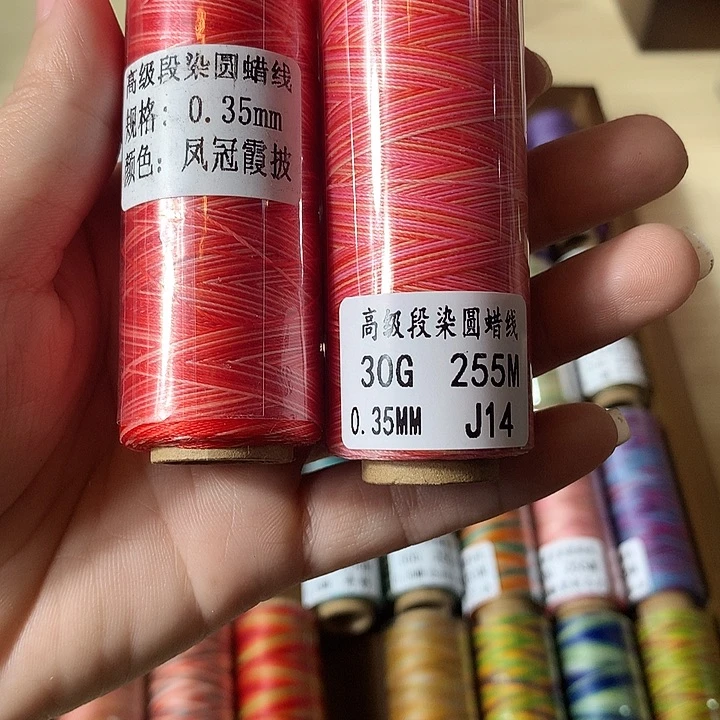 高级段染圆蜡线
规格：0.35mm
颜色：凤冠霞披
高级段染圆蜡线
30G 255M
0.35MM J14